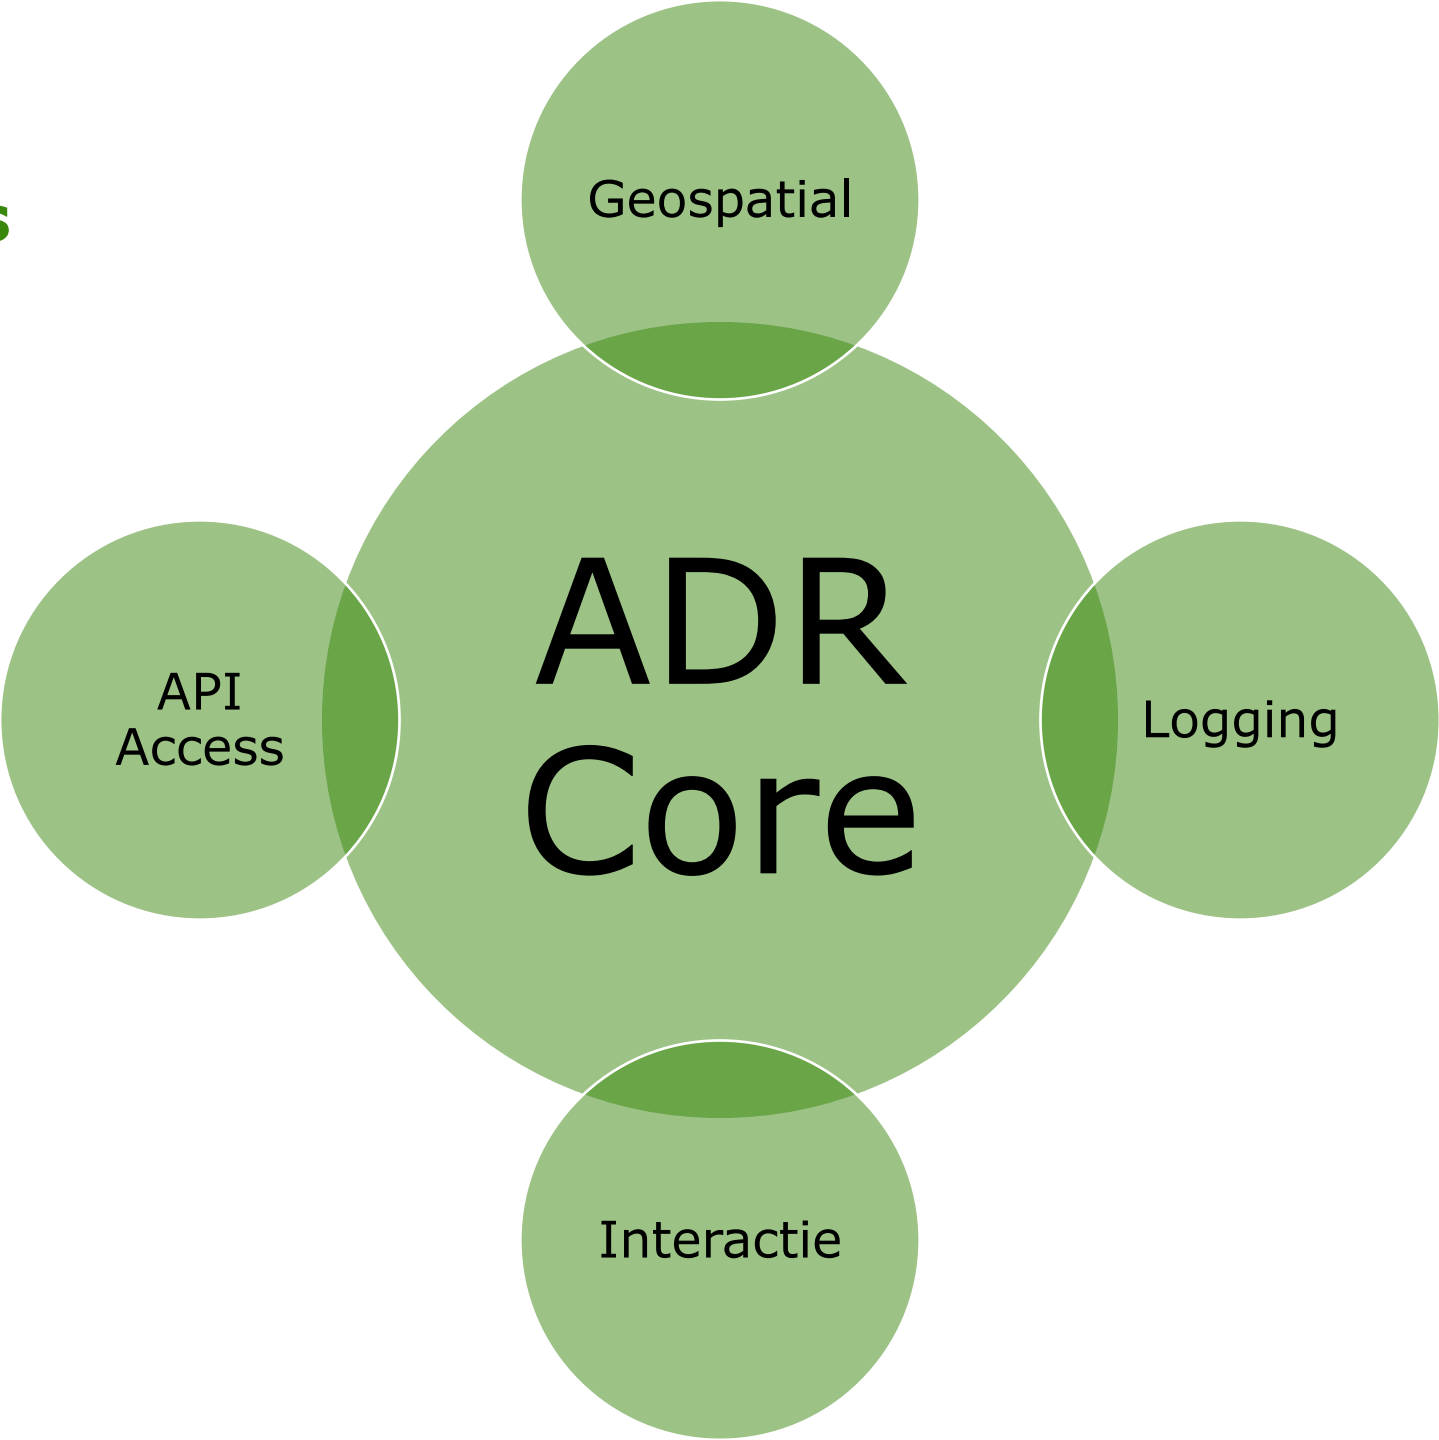 Geospatial
s
ADR
Core
API
Access
Logging
Interactie